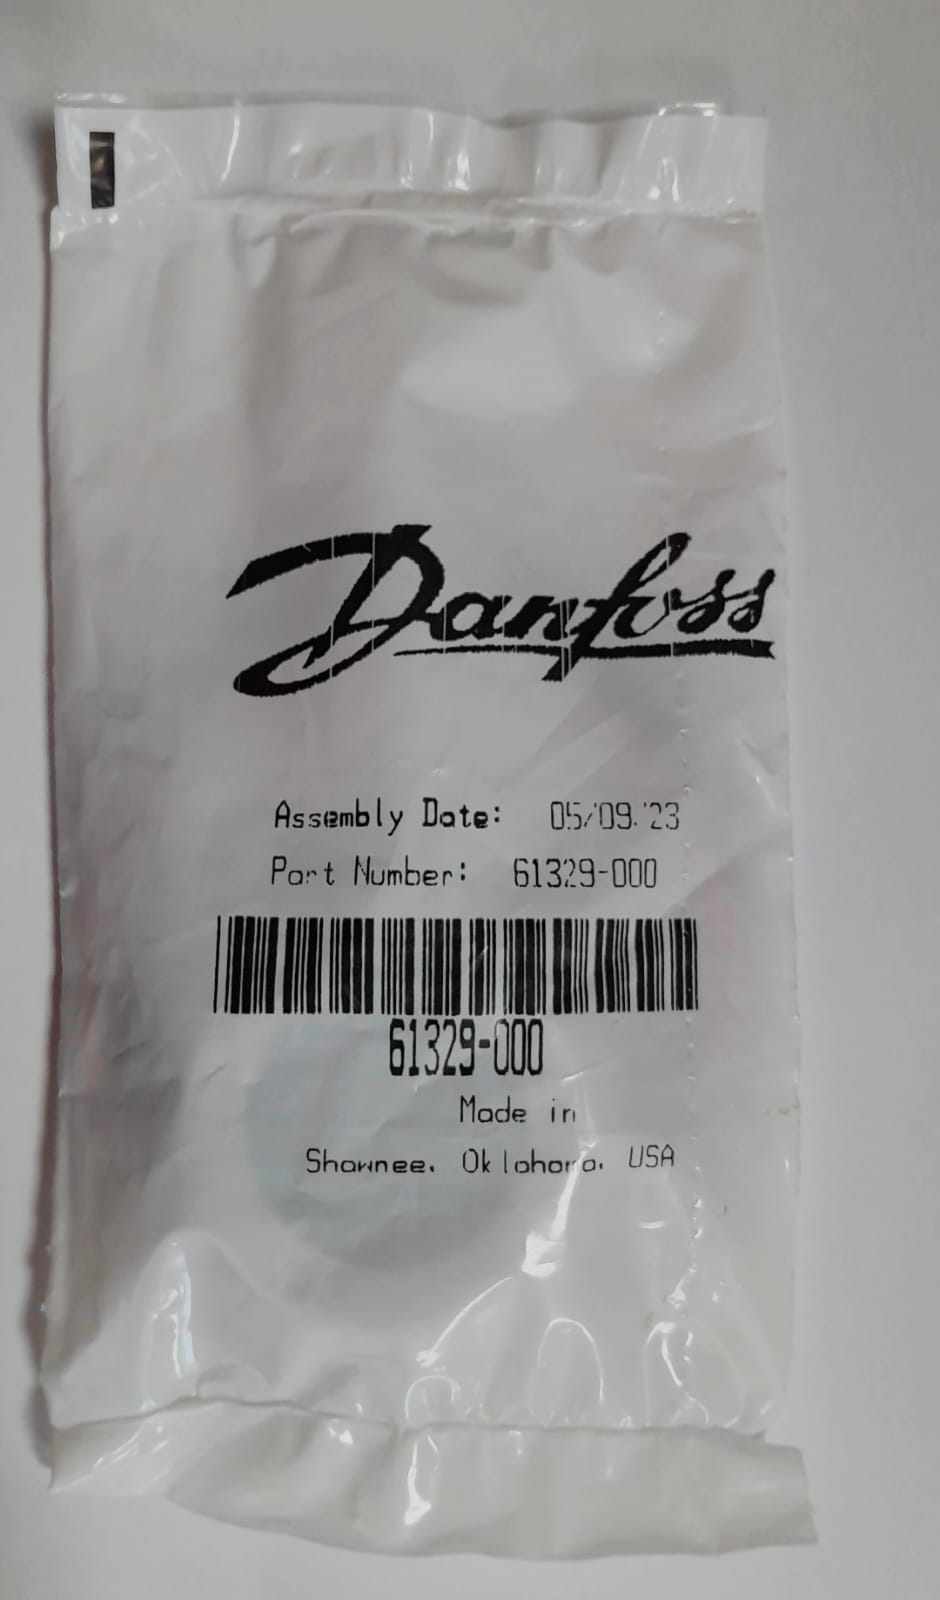 Danfoss
Assembly Date: 05/09/23
Part Number: 61329-000
61329-000
Made in
Shawnee, Oklahoma, USA